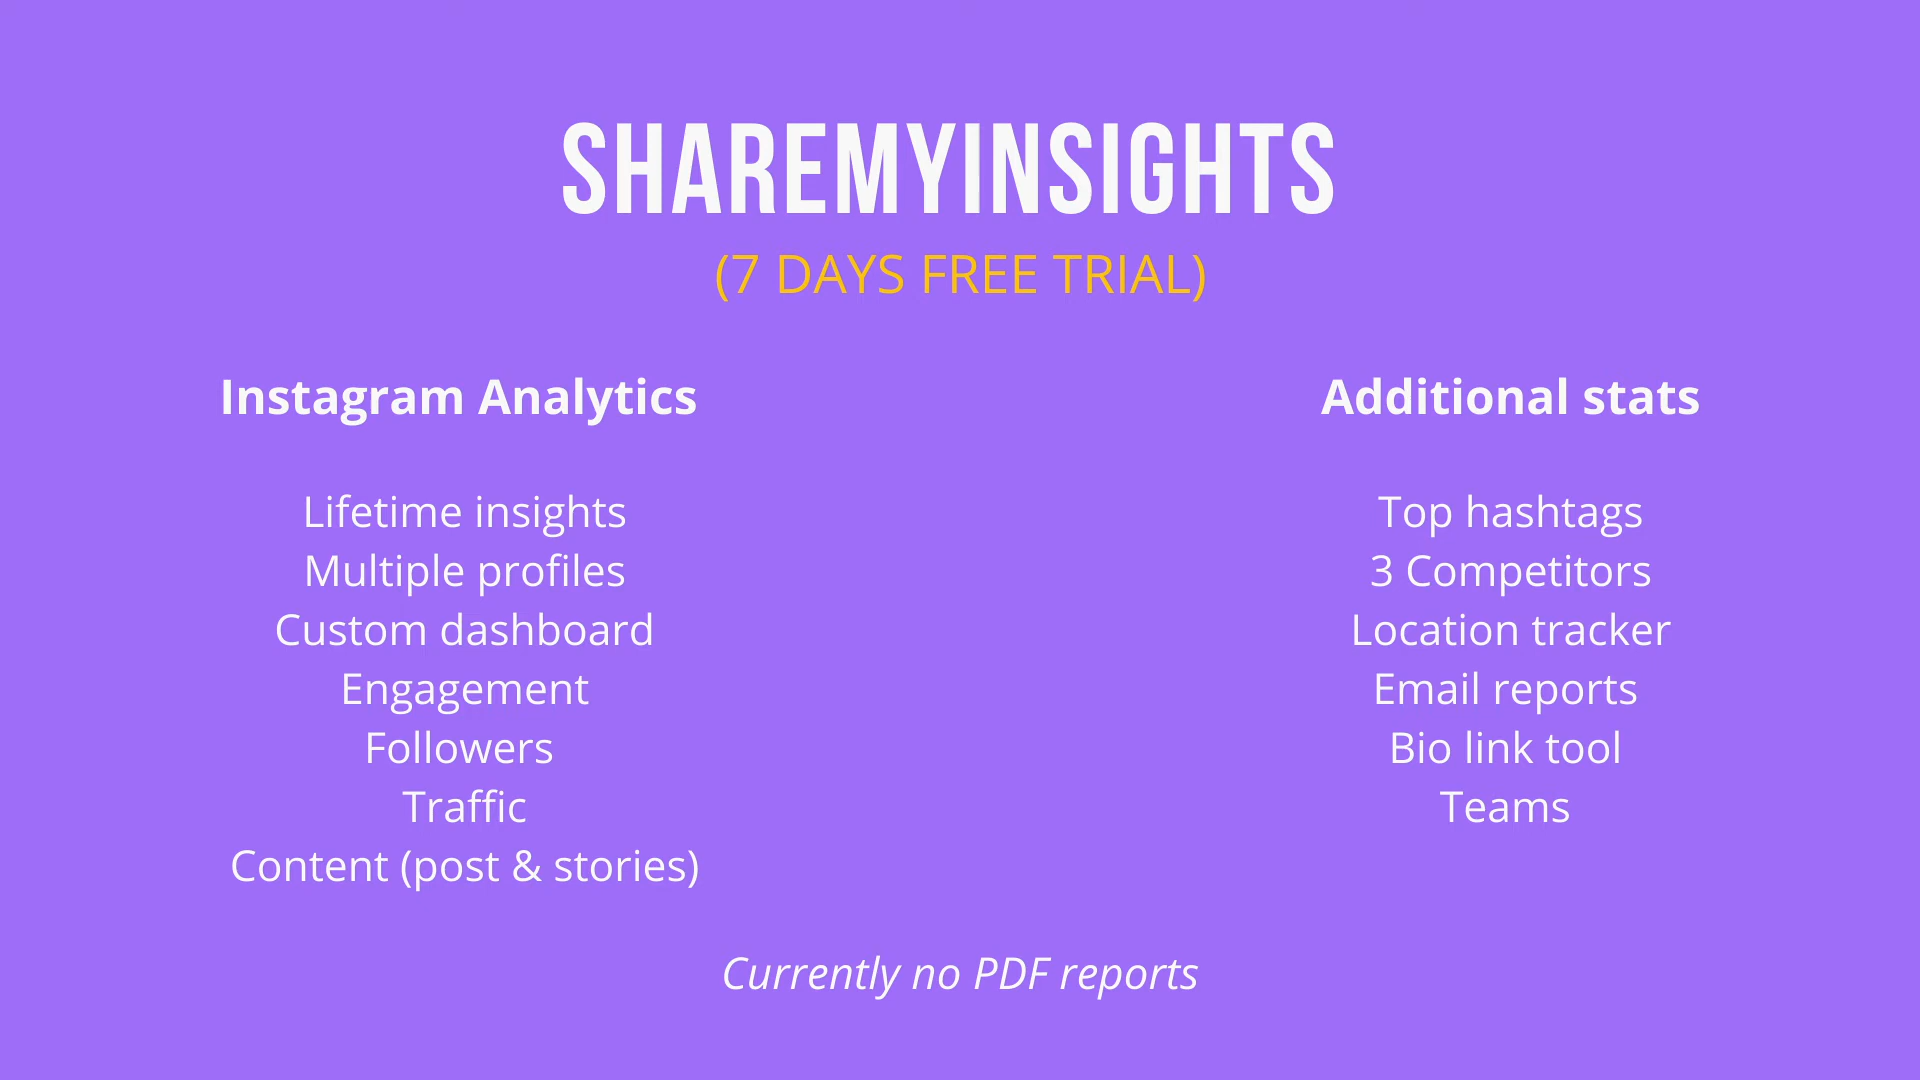 SHAREMYINSIGHTS
(7 DAYS FREE TRIAL)
Instagram Analytics
Lifetime insights
Multiple profiles
Custom dashboard
Engagement
Followers
Traffic
Content (post & stories)
Additional stats
Top hashtags
3 Competitors
Location tracker
Email reports
Bio link tool
Teams
Currently no PDF reports